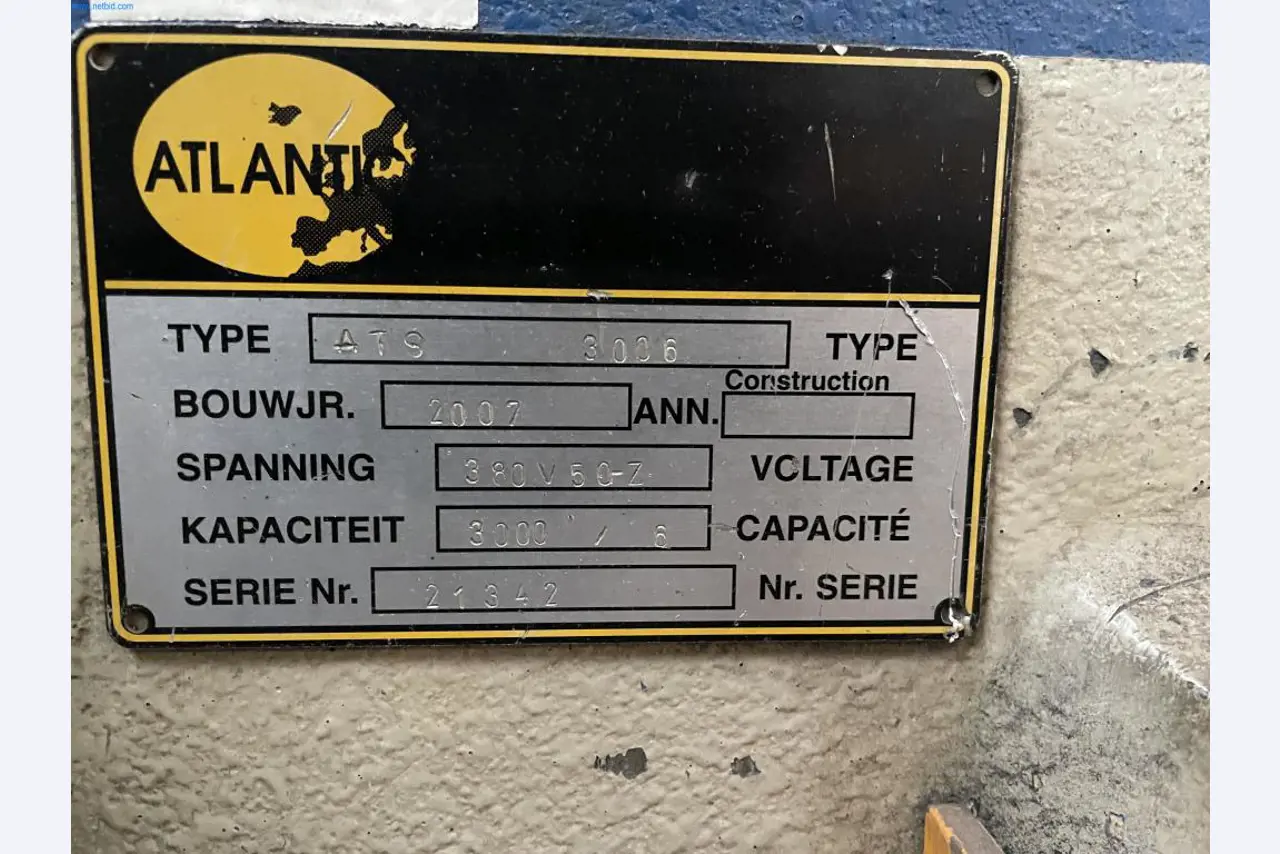 ATLANTIC
TYPE ATS 3006 TYPE
Construction
BOUWJR. 2007 ANN.
SPANNING 380V50-Z VOLTAGE
KAPACITEIT 3000 / 6 CAPACITÉ
SERIE Nr. 21342 Nr. SERIE